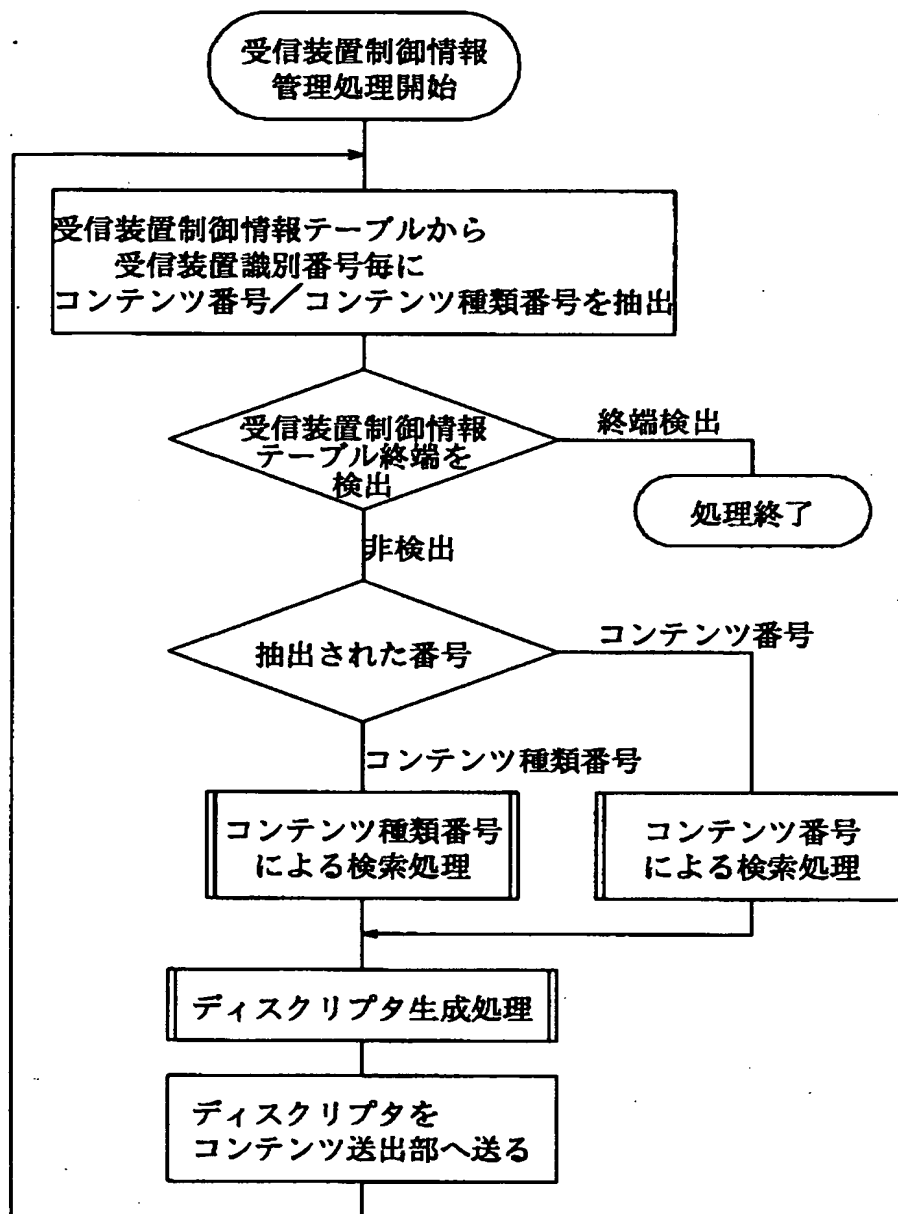 受信装置制御情報
管理処理開始
受信装置制御情報テーブルから
受信装置識別番号毎に
コンテンツ番号／コンテンツ種類番号を抽出
受信装置制御情報
テーブル終端を
検出
終端検出
処理終了
非検出
抽出された番号
コンテンツ番号
コンテンツ種類番号
コンテンツ種類番号
による検索処理
コンテンツ番号
による検索処理
ディスクリプタ生成処理
ディスクリプタを
コンテンツ送出部へ送る